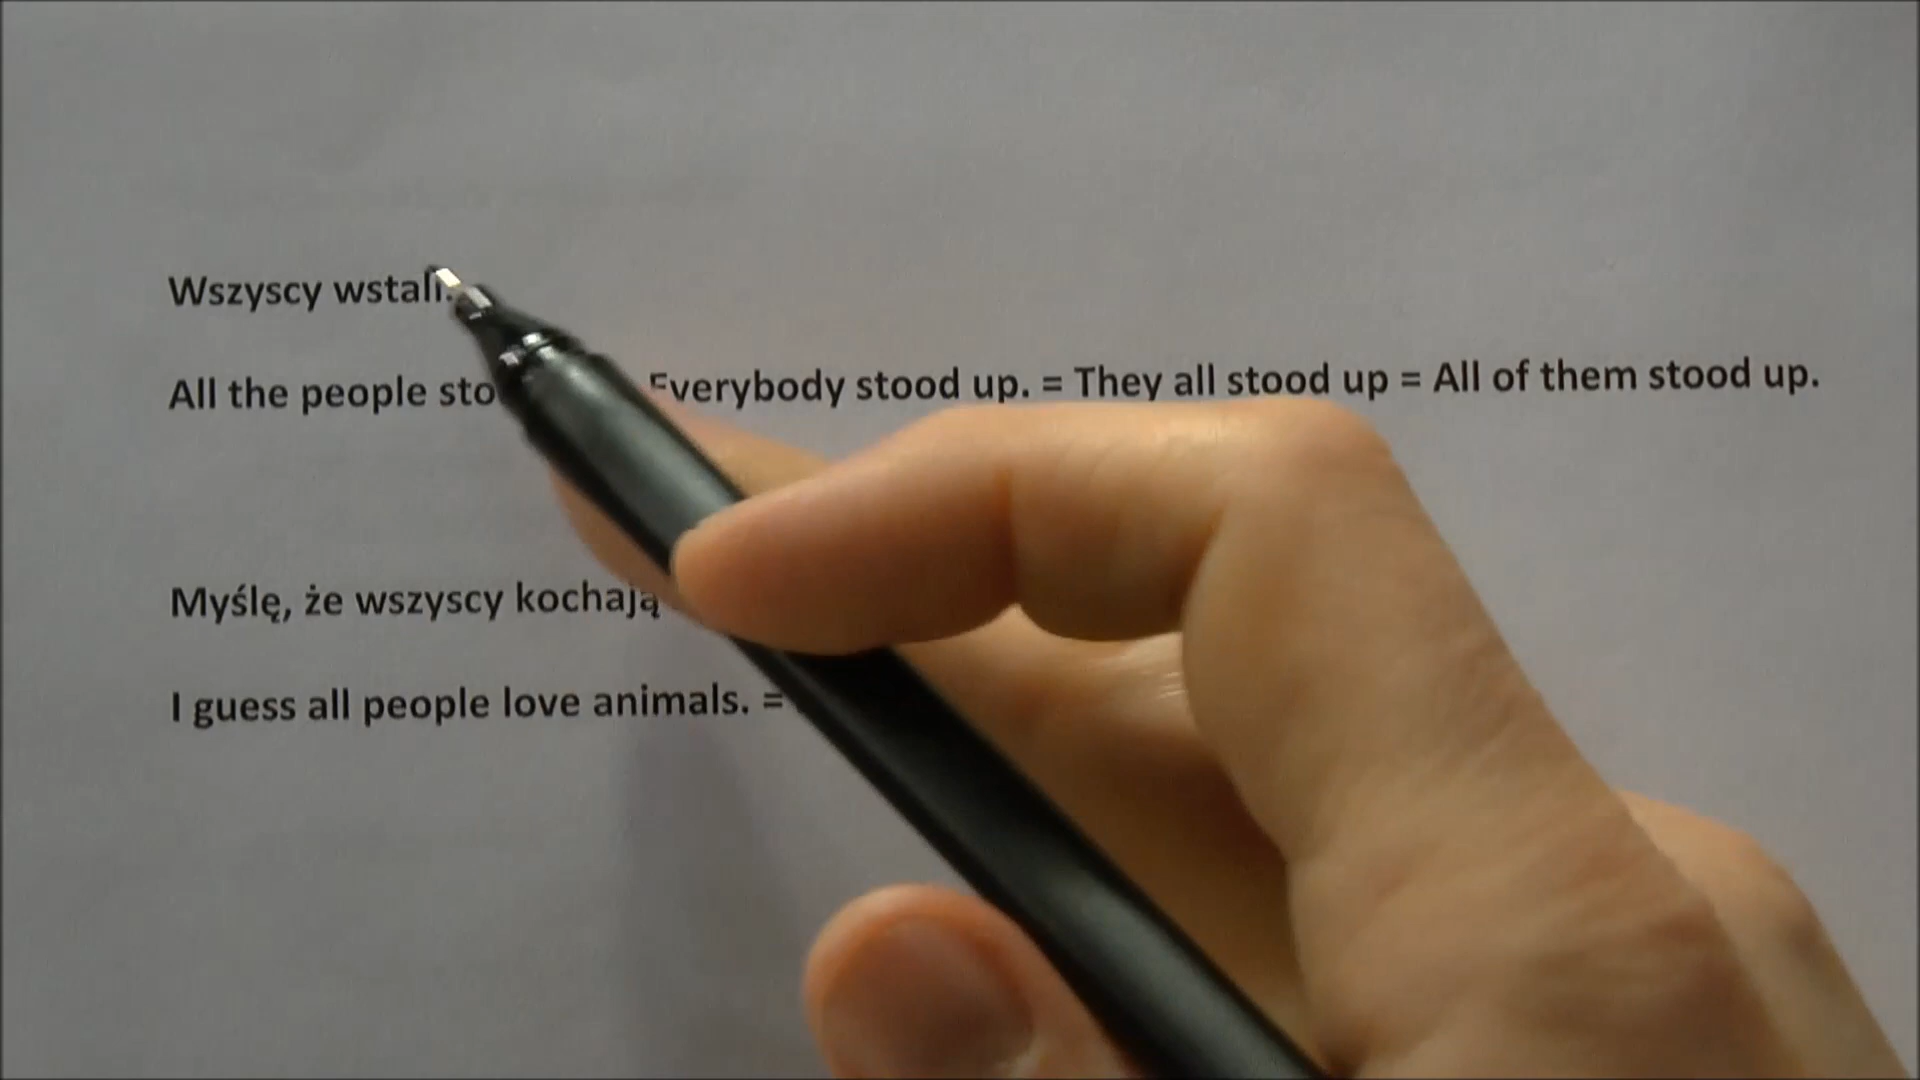 Wszyscy wstali.
All the people Everybody stood up. = They all stood up = All of them stood up.
Myślę, że wszyscy kochają
I guess all people love animals. =